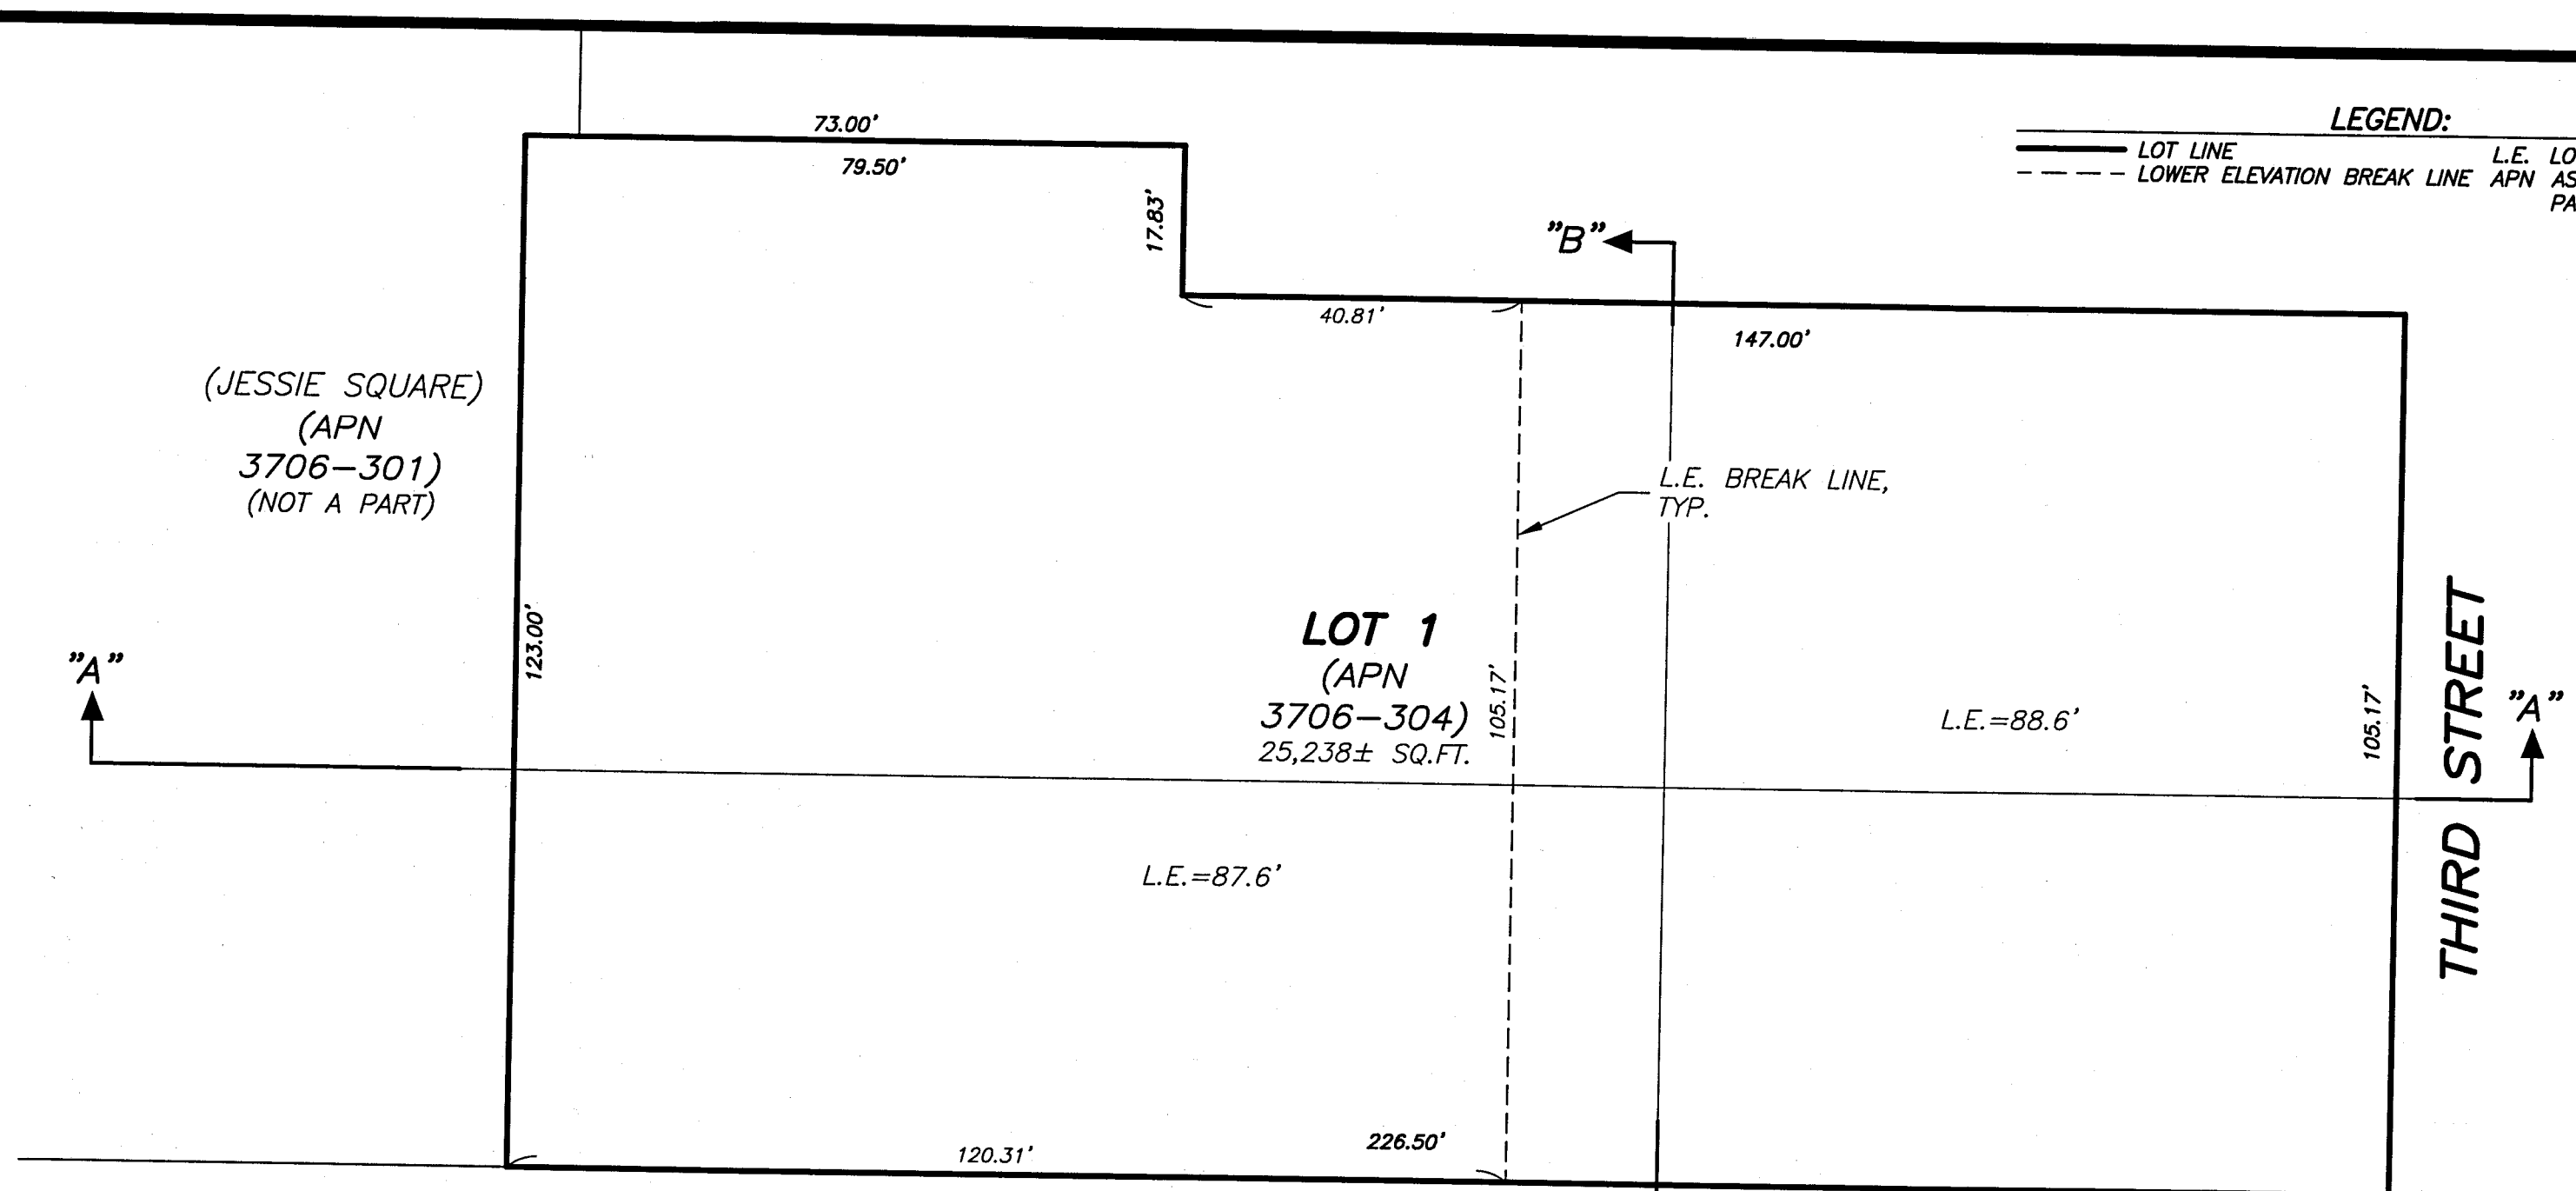 73.00'
79.50'
17.83'
LEGEND:
LOT LINE
LOWER ELEVATION BREAK LINE
L.E.
APN
"B"
40.81'
147.00'
(JESSIE SQUARE)
(APN
3706-301)
(NOT A PART)
L.E. BREAK LINE,
TYP.
123.00'
"A"
LOT 1
(APN
3706-304)
25,238± SQ.FT.
105.17'
L.E.=88.6'
105.17'
THIRD STREET
"A"
L.E.=87.6'
120.31'
226.50'